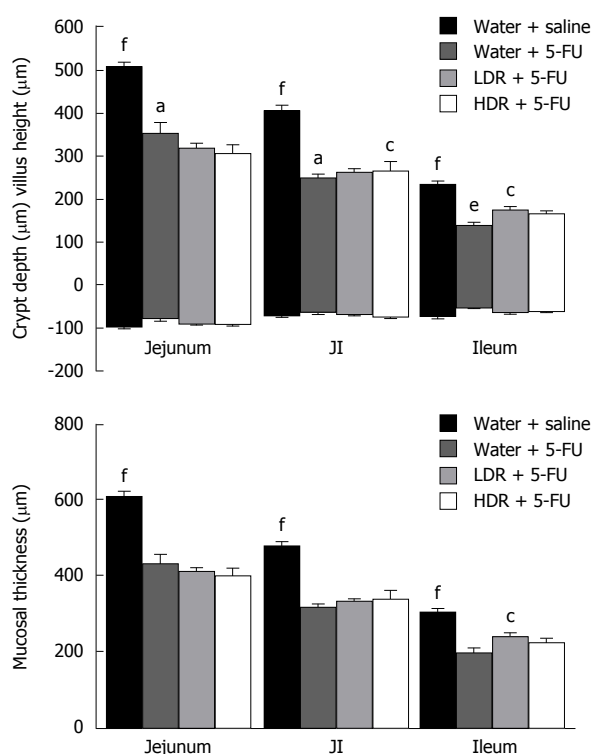 600
500
400
300
200
100
0
-100
-200
Crypt depth (μm) villus height (μm)
f
a
f
a
c
f
e
c
Water + saline
Water + 5-FU
LDR + 5-FU
HDR + 5-FU
Jejunum
JI
Ileum
800
600
400
200
0
Mucosal thickness (μm)
f
f
f
c
Water + saline
Water + 5-FU
LDR + 5-FU
HDR + 5-FU
Jejunum
JI
Ileum